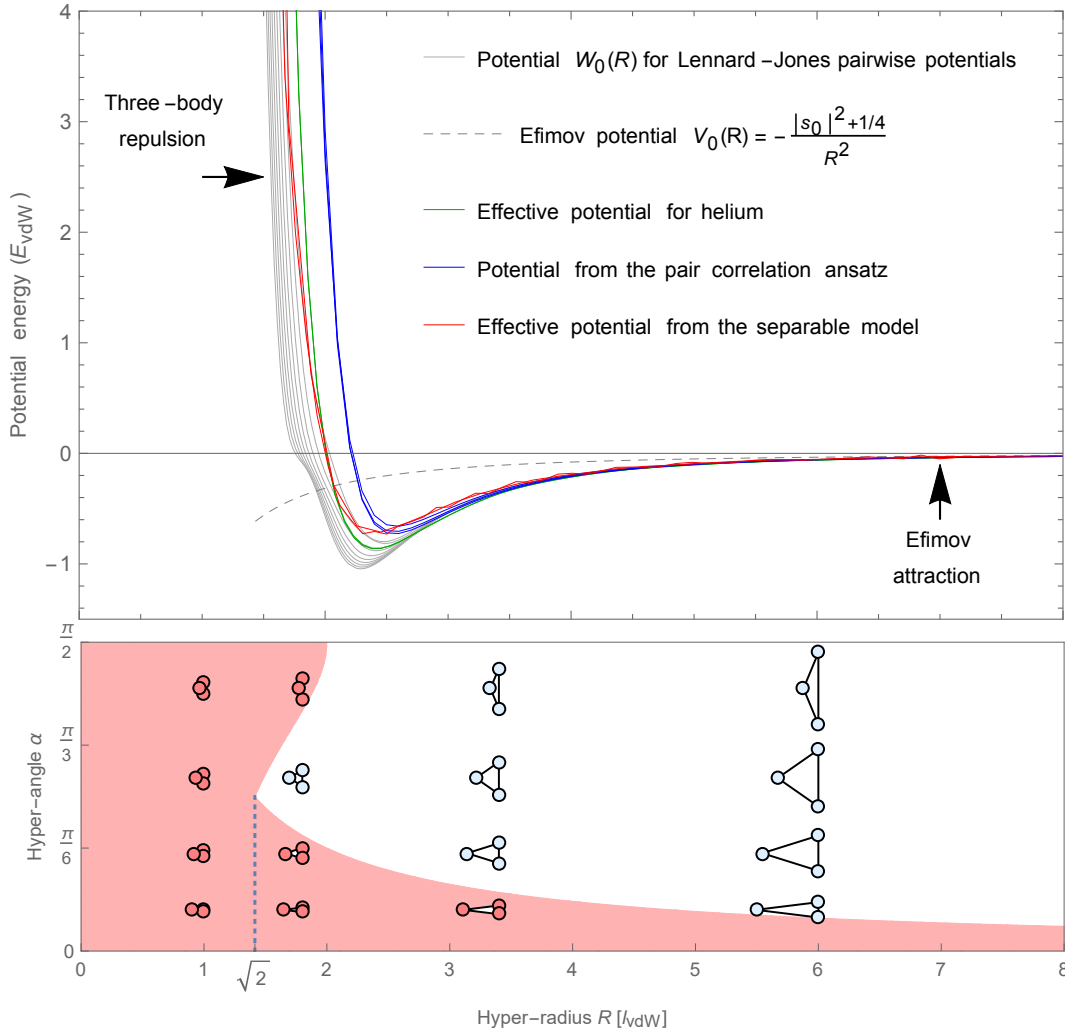 4
3
2
1
0
−1
Potential energy (E_vdW)
Three-body
repulsion
Potential W_0(R) for Lennard-Jones pairwise potentials
Efimov potential V_0(R) = − |s_0|^2+1/4 / R^2
Effective potential for helium
Potential from the pair correlation ansatz
Effective potential from the separable model
Efimov
attraction
π/2
π/3
π/6
0
Hyper-angle α
0 1 √2 2 3 4 5 6 7 8
Hyper-radius R [l_vdW]